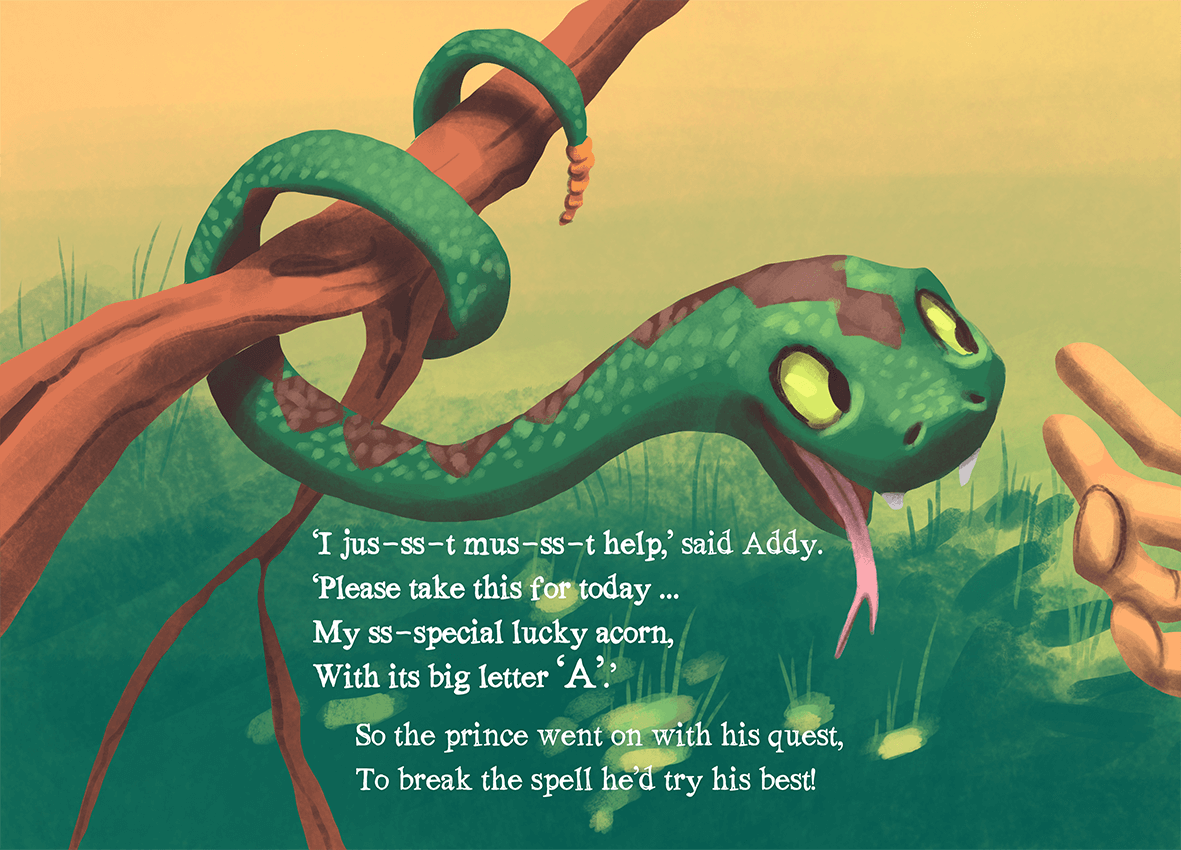 ‘I jus-ss-t mus-ss-t help,’ said Addy.
‘Please take this for today ...
My ss-special lucky acorn,
With its big letter ‘A’.’
So the prince went on with his quest,
To break the spell he’d try his best!